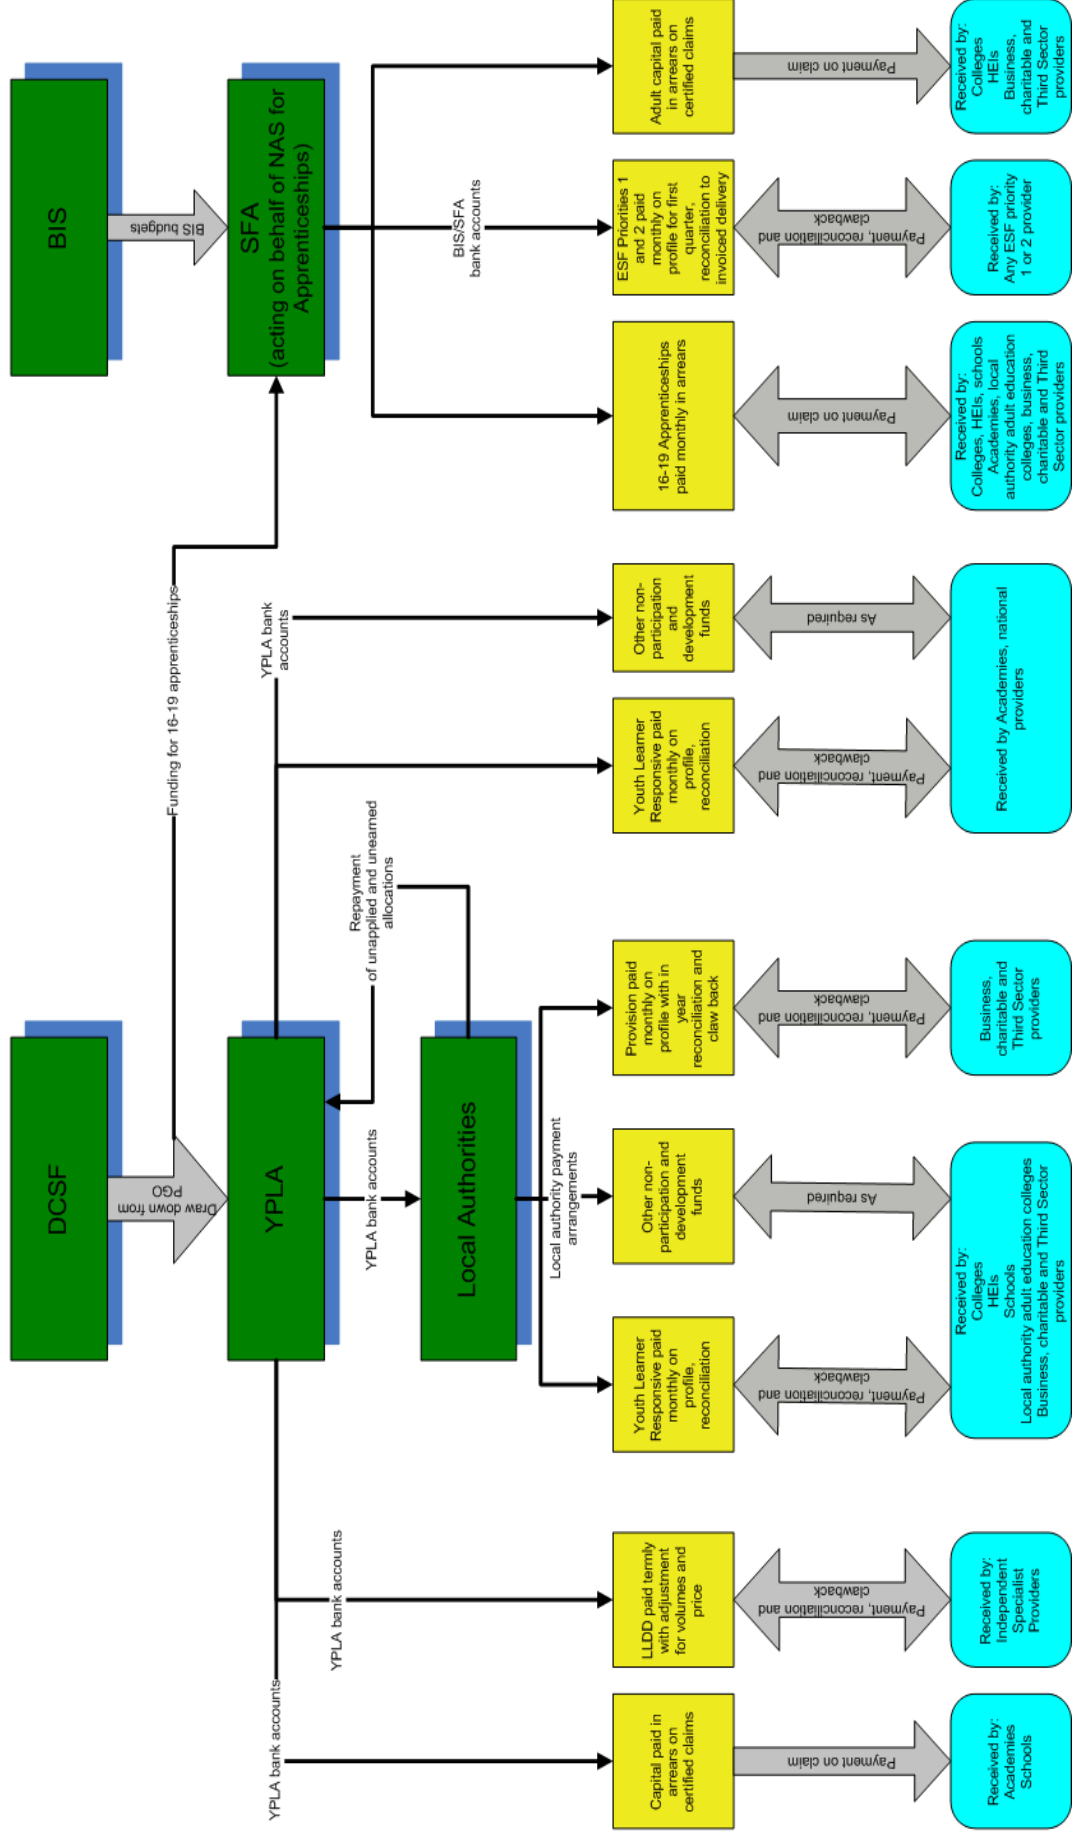 DCSF
BIS
Draw down from
PGO
BIS budgets
Funding for 16-19 apprenticeships
YPLA
SFA
(acting on behalf of NAS for
Apprenticeships)
YPLA bank accounts
YPLA bank accounts
YPLA bank accounts
Repayment
of unapplied and unearned
allocations
YPLA bank
accounts
BIS/SFA
bank accounts
Local Authorities
Local authority payment
arrangements
Capital paid in
arrears on
certified claims
LLDD paid termly
with adjustment
for volumes and
price
Youth Learner
Responsive paid
monthly on
profile,
reconciliation
Other non-
participation and
development
funds
Provision paid
monthly on
profile with in
year
reconciliation and
claw back
Youth Learner
Responsive paid
monthly on
profile,
reconciliation
Other non-
participation
and
development
funds
16-19 Apprenticeships
paid monthly in arrears
ESF Priorities 1
and 2 paid
monthly on
profile for first
quarter,
reconciliation to
invoiced delivery
Adult capital paid
in arrears on
certified claims
Payment on claim
Payment, reconciliation and
clawback
Payment, reconciliation and
clawback
As required
Payment, reconciliation and
clawback
Payment, reconciliation and
clawback
As required
Payment on claim
Payment, reconciliation and
clawback
Payment on claim
Received by:
Academies
Schools
Received by:
Independent
Specialist
Providers
Received by:
Colleges
HEIs
Schools
Local authority adult education colleges
Business, charitable and Third Sector
providers
Business,
charitable and
Third Sector
providers
Received by Academies, national
providers
Received by:
Colleges, HEIs, schools
Academies, local
authority adult education
colleges, business,
charitable and Third
Sector providers
Received by:
Any ESF priority
1 or 2 provider
Received by:
Colleges
HEIs
Business,
charitable and
Third Sector
providers